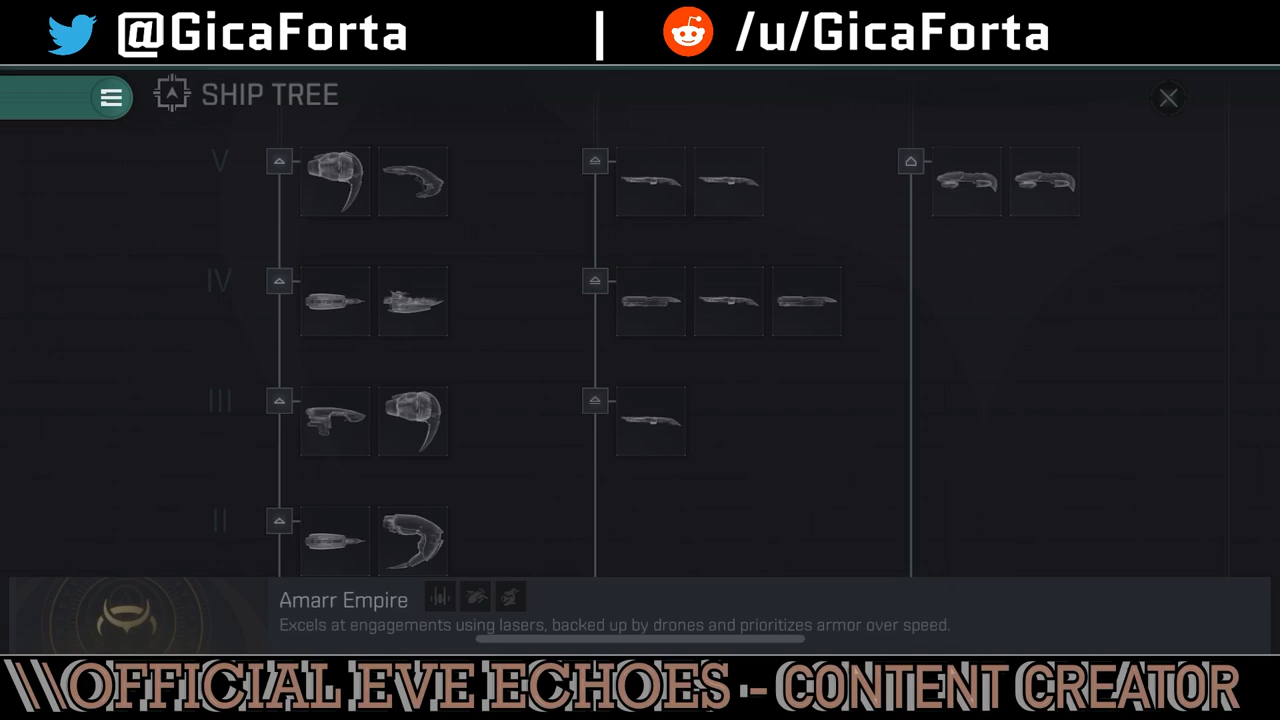 @GicaForta | /u/GicaForta
SHIP TREE
V
IV
III
II
Amarr Empire
Excels at engagements using lasers, backed up by drones and prioritizes armor over speed.
\\OFFICIAL EVE ECHOES - CONTENT CREATOR